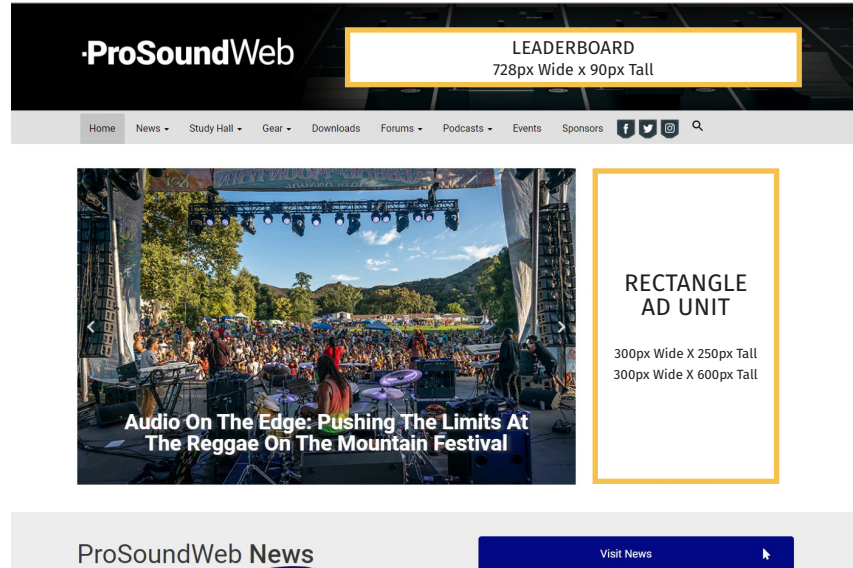 ·ProSoundWeb
LEADERBOARD
728px Wide x 90px Tall
Home News Study Hall Gear Downloads Forums Podcasts Events Sponsors
RECTANGLE
AD UNIT
300px Wide X 250px Tall
300px Wide X 600px Tall
Audio On The Edge: Pushing The Limits At
The Reggae On The Mountain Festival
ProSoundWeb News
Visit News